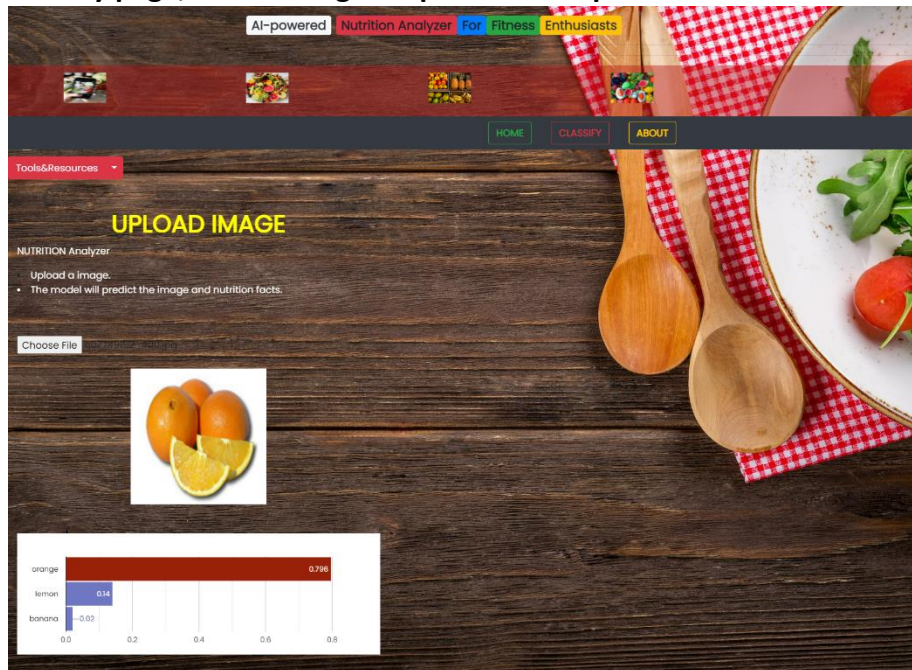 AI-powered Nutrition Analyzer For Fitness Enthusiasts
HOME CLASSIFY ABOUT
Tools&Resources
UPLOAD IMAGE
NUTRITION Analyzer
Upload a image.
• The model will predict the image and nutrition facts.
Choose File
orange 0.796
lemon 0.14
banana 0.02
0.0 0.2 0.4 0.6 0.8